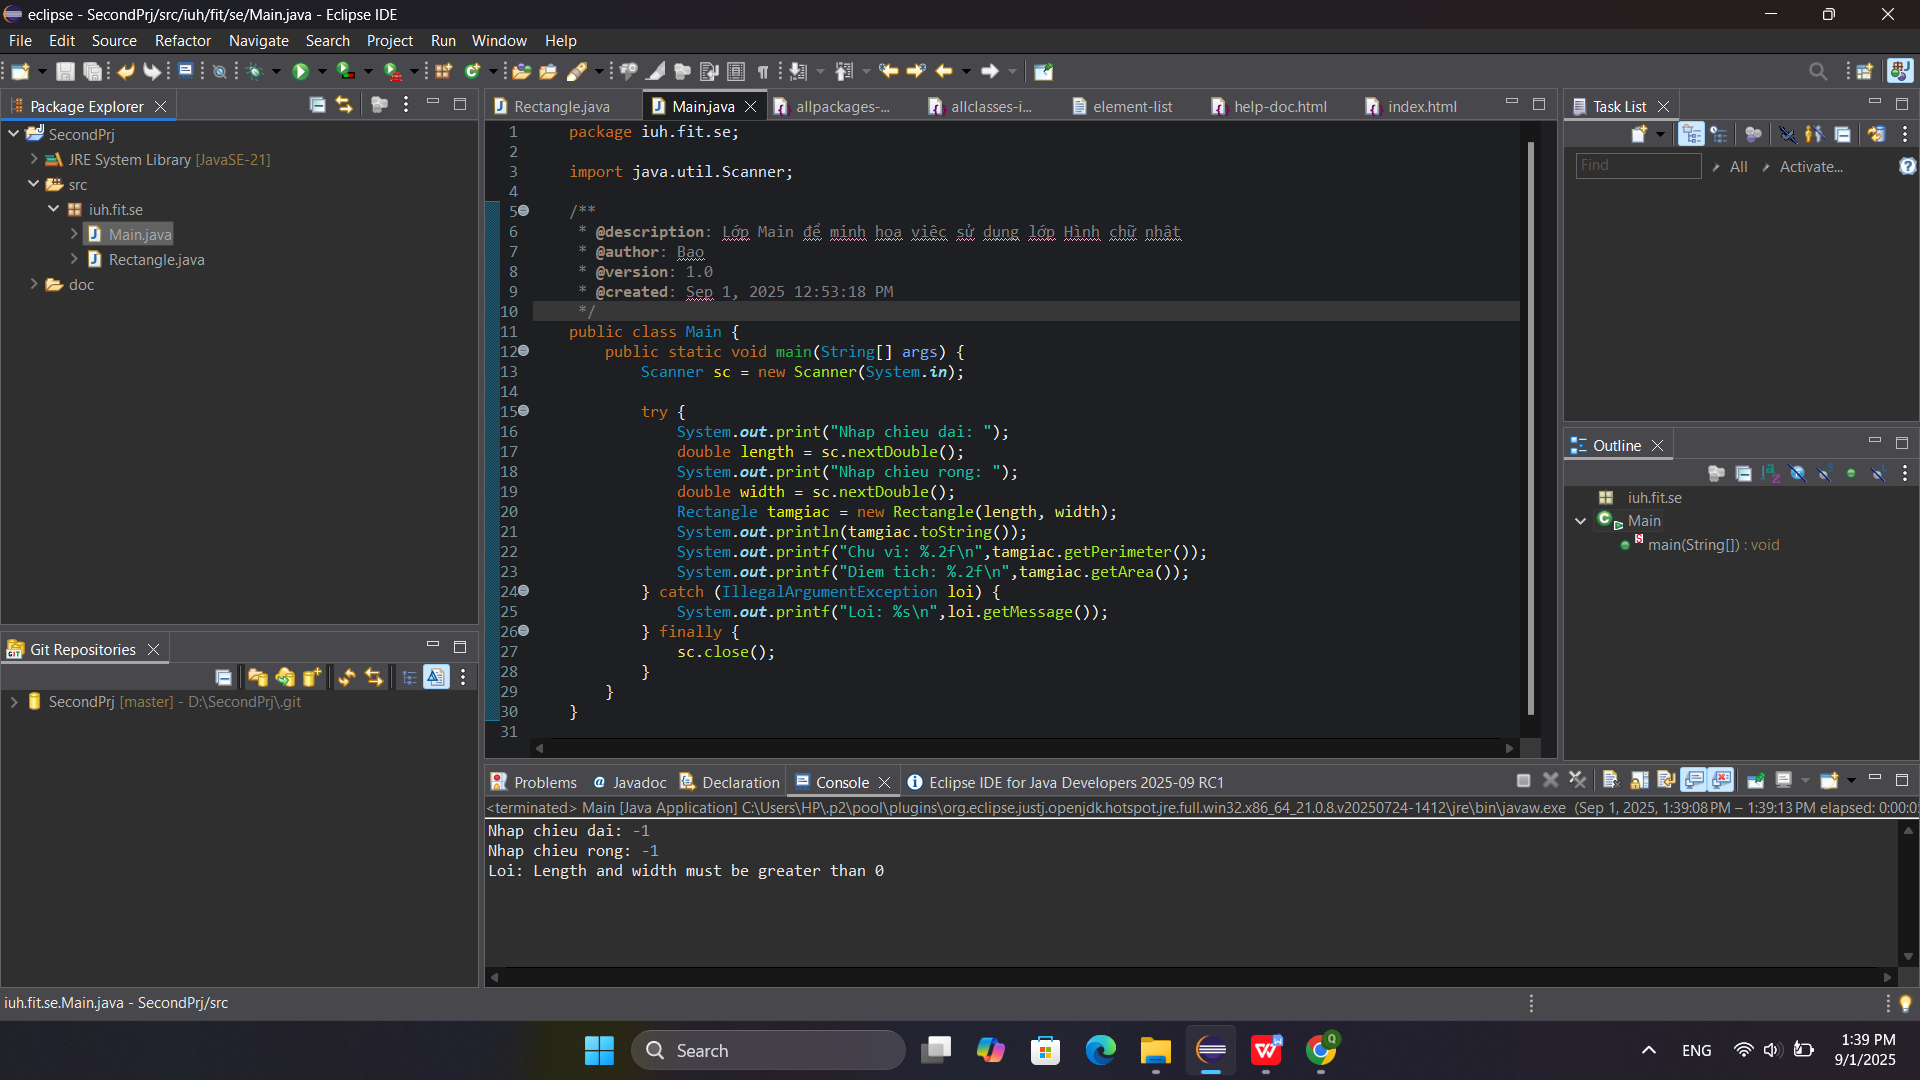 eclipse - SecondPrj/src/iuh/fit/se/Main.java - Eclipse IDE
File Edit Source Refactor Navigate Search Project Run Window Help
Package Explorer
SecondPrj
JRE System Library [JavaSE-21]
src
iuh.fit.se
Main.java
Rectangle.java
doc
Git Repositories
SecondPrj [master] - D:\SecondPrj\.git
Rectangle.java Main.java allpackages-... allclasses-i... element-list help-doc.html index.html
1 package iuh.fit.se;
2
3 import java.util.Scanner;
4
5 /**
6 * @description: Lớp Main để minh họa việc sử dụng lớp Hình chữ nhật
7 * @author: Bao
8 * @version: 1.0
9 * @created: Sep 1, 2025 12:53:18 PM
10 */
11 public class Main {
12 public static void main(String[] args) {
13 Scanner sc = new Scanner(System.in);
14
15 try {
16 System.out.print("Nhap chieu dai: ");
17 double length = sc.nextDouble();
18 System.out.print("Nhap chieu rong: ");
19 double width = sc.nextDouble();
20 Rectangle tamgiac = new Rectangle(length, width);
21 System.out.println(tamgiac.toString());
22 System.out.printf("Chu vi: %.2f\n",tamgiac.getPerimeter());
23 System.out.printf("Diem tich: %.2f\n",tamgiac.getArea());
24 } catch (IllegalArgumentException loi) {
25 System.out.printf("Loi: %s\n",loi.getMessage());
26 } finally {
27 sc.close();
28 }
29 }
30 }
31
Task List
Find All Activate...
Outline
iuh.fit.se
Main
main(String[]) : void
Problems Javadoc Declaration Console Eclipse IDE for Java Developers 2025-09 RC1
<terminated> Main [Java Application] C:\Users\HP\.p2\pool\plugins\org.eclipse.justj.openjdk.hotspot.jre.full.win32.x86_64_21.0.8.v20250724-1412\jre\bin\javaw.exe (Sep 1, 2025, 1:39:08 PM – 1:39:13 PM elapsed: 0:00:0
Nhap chieu dai: -1
Nhap chieu rong: -1
Loi: Length and width must be greater than 0
iuh.fit.se.Main.java - SecondPrj/src
Search
ENG
1:39 PM
9/1/2025